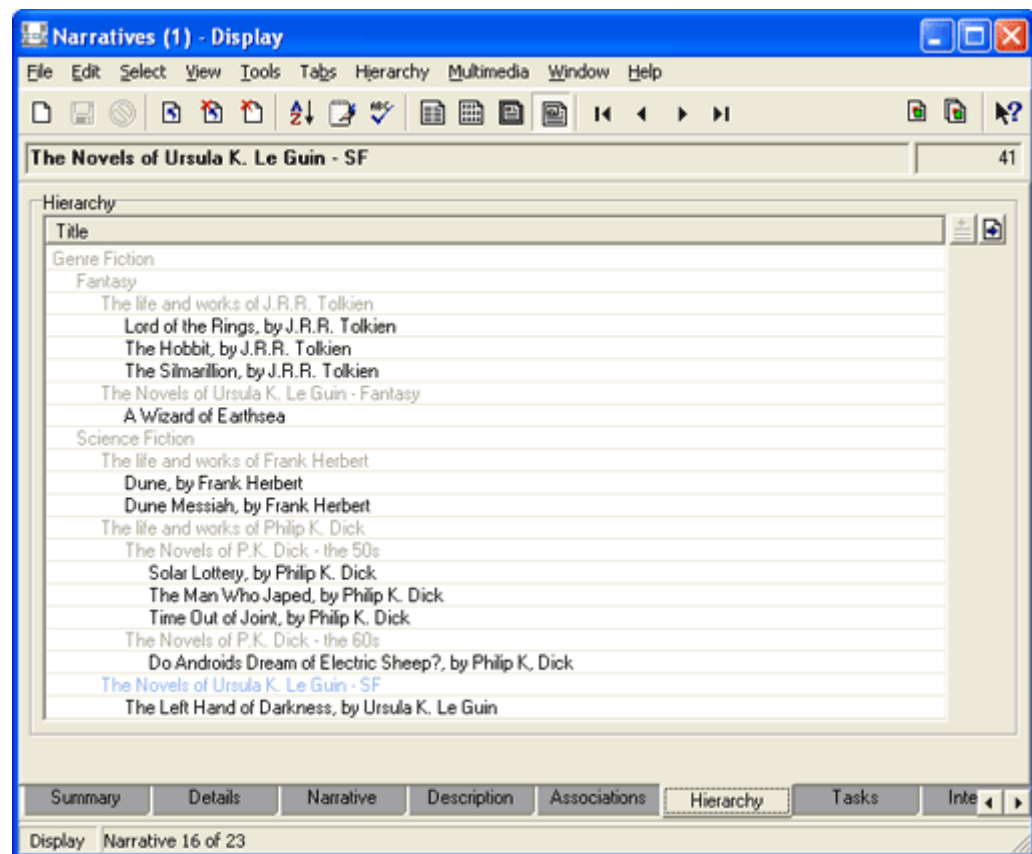 Narratives (1) - Display
File Edit Select View Tools Tabs Hierarchy Multimedia Window Help
The Novels of Ursula K. Le Guin - SF 41
Hierarchy
Title
Genre Fiction
Fantasy
The life and works of J.R.R. Tolkien
Lord of the Rings, by J.R.R. Tolkien
The Hobbit, by J.R.R. Tolkien
The Silmarillion, by J.R.R. Tolkien
The Novels of Ursula K. Le Guin - Fantasy
A Wizard of Earthsea
Science Fiction
The life and works of Frank Herbert
Dune, by Frank Herbert
Dune Messiah, by Frank Herbert
The life and works of Philip K. Dick
The Novels of P.K. Dick - the 50s
Solar Lottery, by Philip K. Dick
The Man Who Japed, by Philip K. Dick
Time Out of Joint, by Philip K. Dick
The Novels of P.K. Dick - the 60s
Do Androids Dream of Electric Sheep?, by Philip K, Dick
The Novels of Ursula K. Le Guin - SF
The Left Hand of Darkness, by Ursula K. Le Guin
Summary Details Narrative Description Associations Hierarchy Tasks Inte
Display Narrative 16 of 23